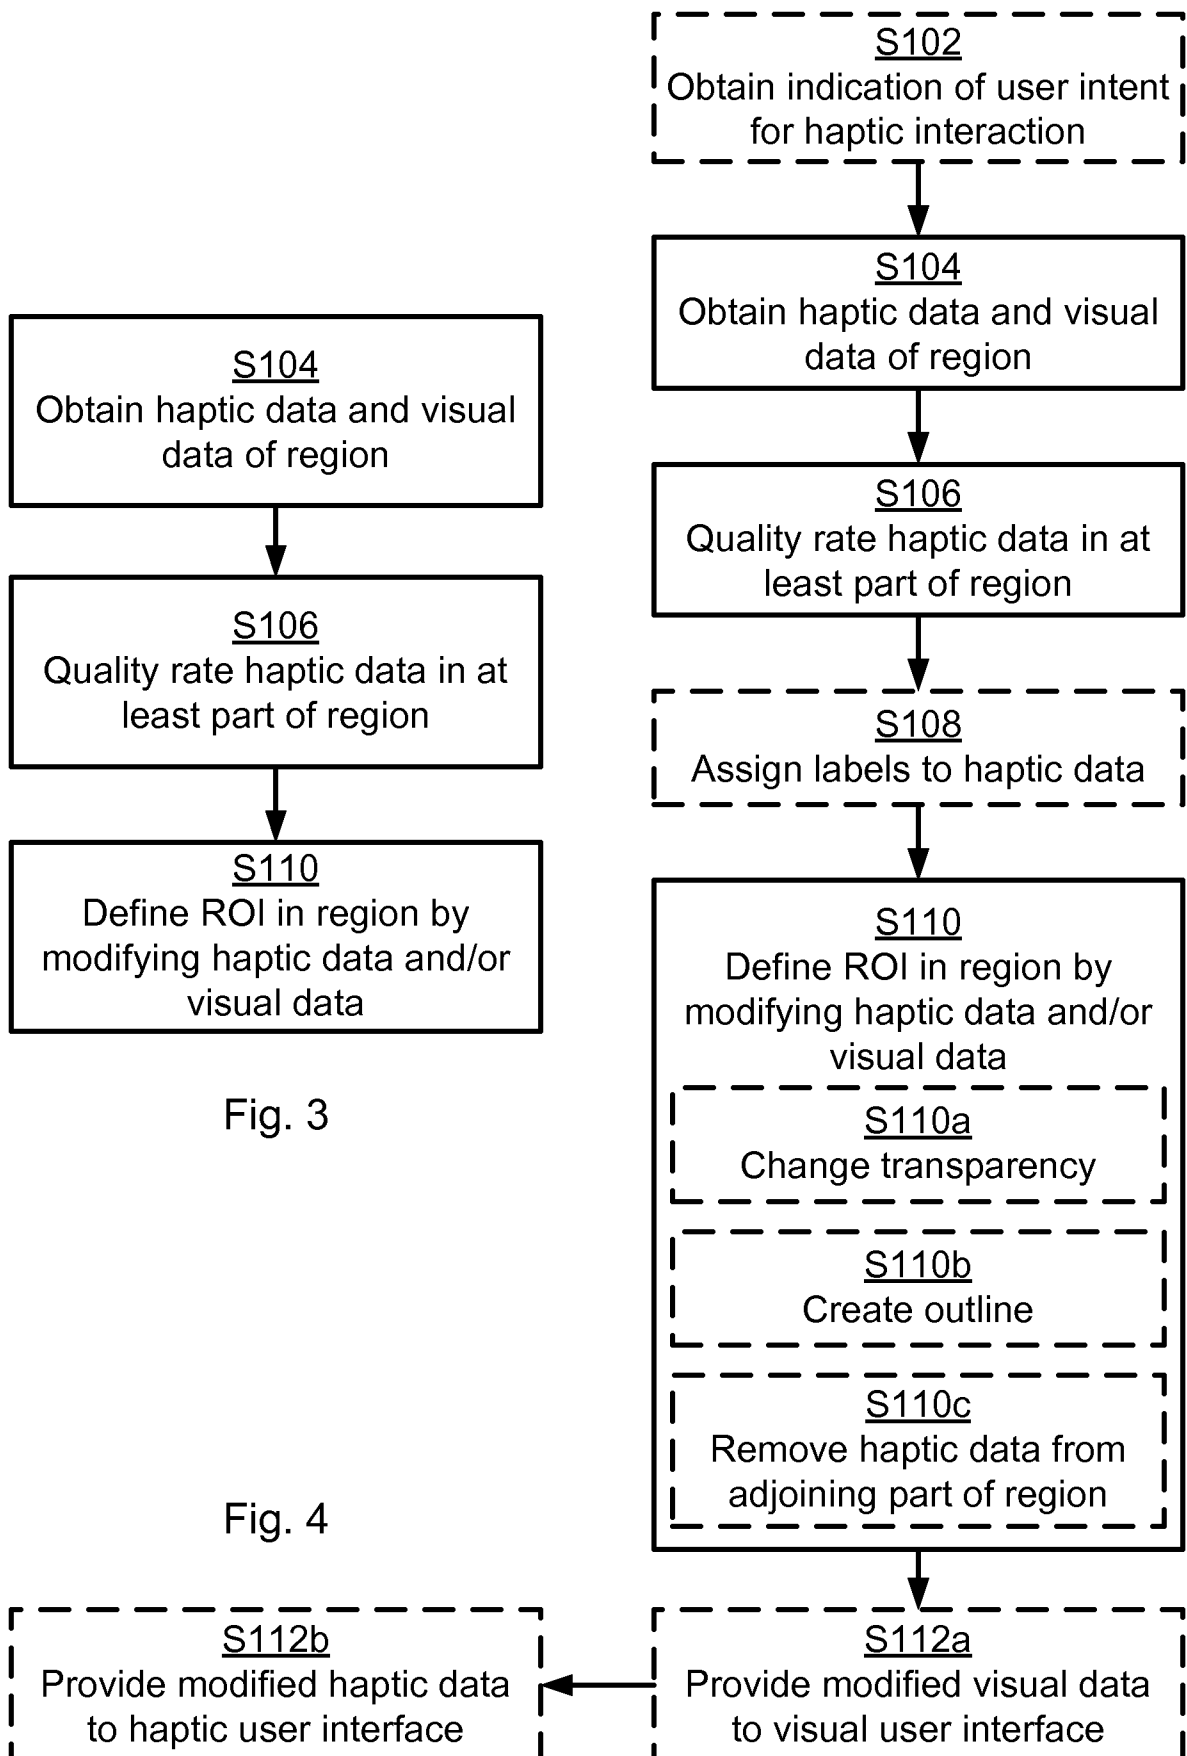 S104
Obtain haptic data and visual
data of region
S106
Quality rate haptic data in at
least part of region
S110
Define ROI in region by
modifying haptic data and/or
visual data
Fig. 3
S102
Obtain indication of user intent
for haptic interaction
S104
Obtain haptic data and visual
data of region
S106
Quality rate haptic data in at
least part of region
S108
Assign labels to haptic data
S110
Define ROI in region by
modifying haptic data and/or
visual data
S110a
Change transparency
S110b
Create outline
S110c
Remove haptic data from
adjoining part of region
S112a
Provide modified visual data
to visual user interface
S112b
Provide modified haptic data
to haptic user interface
Fig. 4